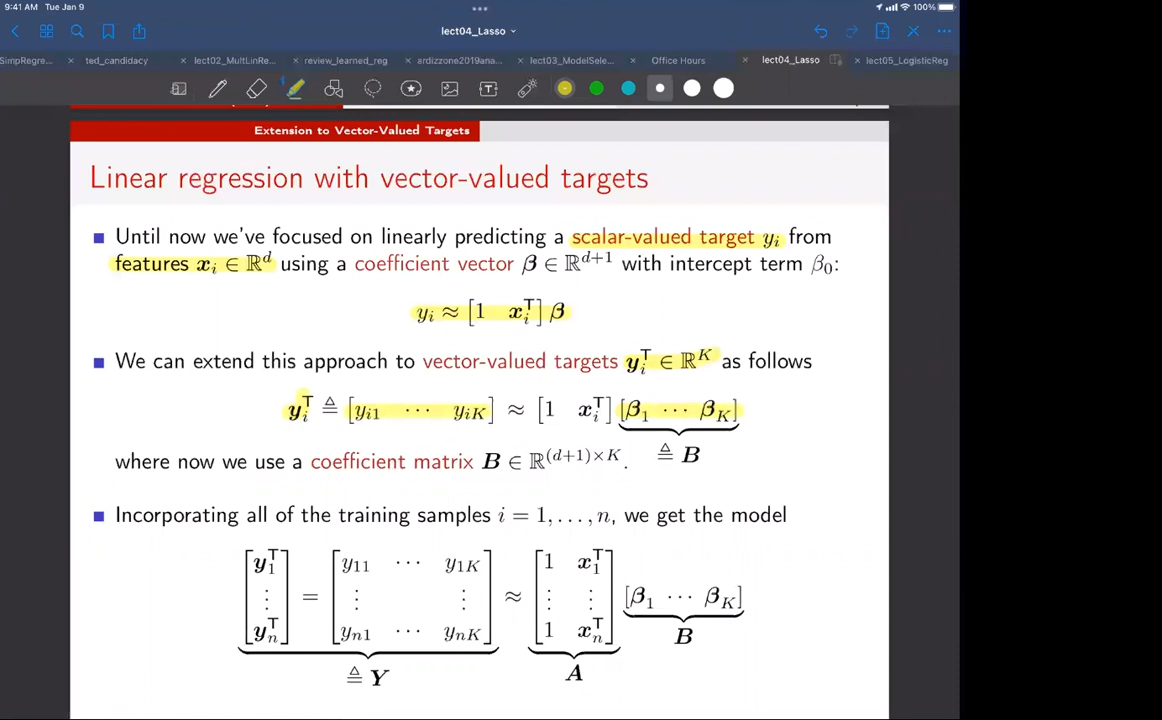 9:41 AM Tue Jan 9
100%
lect04_Lasso
SimpRegre...
ted_candidacy
lect02_MultLinRe...
review_learned_reg
ardizzone2019ana...
lect03_ModelSele...
Office Hours
lect04_Lasso
lect05_LogisticReg
Extension to Vector-Valued Targets
Linear regression with vector-valued targets
Until now we've focused on linearly predicting a scalar-valued target yᵢ from
features xᵢ ∈ ℝᵈ using a coefficient vector β ∈ ℝᵈ⁺¹ with intercept term β₀:
yᵢ ≈ [1 xᵢᵀ] β
We can extend this approach to vector-valued targets yᵢᵀ ∈ ℝᴷ as follows
yᵢᵀ ≜ [yᵢ₁ ⋯ yᵢK] ≈ [1 xᵢᵀ] [β₁ ⋯ βK]
≜ B
where now we use a coefficient matrix B ∈ ℝ^(d+1)×K.
Incorporating all of the training samples i = 1, . . . , n, we get the model
[y₁ᵀ] [y₁₁ ⋯ y₁K] [1 x₁ᵀ]
⋮ = ⋮ ⋮ ≈ ⋮ ⋮ [β₁ ⋯ βK]
[yₙᵀ] [yₙ₁ ⋯ yₙK] [1 xₙᵀ] B
≜ Y A